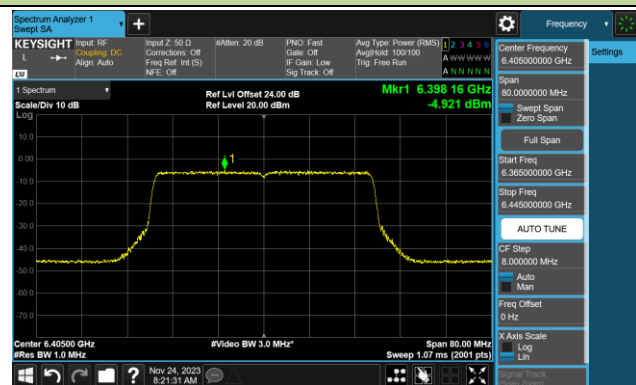 Spectrum Analyzer 1
Swept SA
Frequency
KEYSIGHT
L
LXI
Input: RF
Coupling: DC
Align: Auto
Input Z: 50 Ω
Corrections: Off
Freq Ref: Int (S)
NFE: Off
#Atten: 20 dB
PNO: Fast
Gate: Off
IF Gain: Low
Sig Track: Off
Avg Type: Power (RMS)
Avg|Hold: 100/100
Trig: Free Run
1 2 3 4 5 6
A W W W W W
A N N N N N
1 Spectrum
Scale/Div 10 dB
Log
Ref Lvl Offset 24.00 dB
Ref Level 20.00 dBm
Mkr1 6.398 16 GHz
-4.921 dBm
10.0
0.00
-10.0
-20.0
-30.0
-40.0
-50.0
-60.0
-70.0
1
Center 6.40500 GHz
#Res BW 1.0 MHz
#Video BW 3.0 MHz*
Span 80.00 MHz
Sweep 1.07 ms (2001 pts)
Nov 24, 2023
8:21:31 AM
Center Frequency
6.405000000 GHz
Settings
Span
80.0000000 MHz
Swept Span
Zero Span
Full Span
Start Freq
6.365000000 GHz
Stop Freq
6.445000000 GHz
AUTO TUNE
CF Step
8.000000 MHz
Auto
Man
Freq Offset
0 Hz
X Axis Scale
Log
Lin
Signal Track